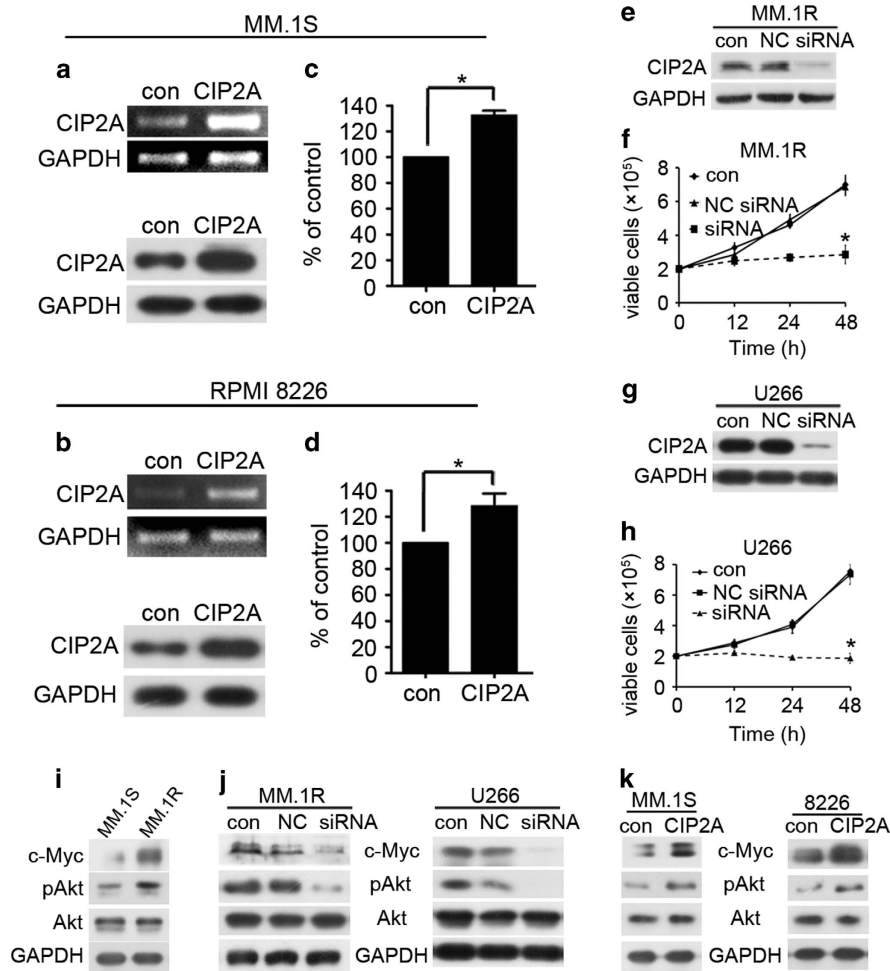 MM.1S
a
con CIP2A
CIP2A
GAPDH
con CIP2A
CIP2A
GAPDH
c
*
% of control
140
120
100
80
60
40
20
0
con CIP2A
RPMI 8226
b
con CIP2A
CIP2A
GAPDH
con CIP2A
CIP2A
GAPDH
d
*
% of control
140
120
100
80
60
40
20
0
con CIP2A
e
MM.1R
con NC siRNA
CIP2A
GAPDH
f
MM.1R
viable cells (×10⁵)
8
6
4
2
0
con
NC siRNA
siRNA
*
0 12 24 48
Time (h)
g
U266
con NC siRNA
CIP2A
GAPDH
h
U266
viable cells (×10⁵)
8
6
4
2
0
con
NC siRNA
siRNA
*
0 12 24 48
Time (h)
i
MM.1S MM.1R
c-Myc
pAkt
Akt
GAPDH
j
MM.1R U266
con NC siRNA con NC siRNA
c-Myc
pAkt
Akt
GAPDH
k
MM.1S 8226
con CIP2A con CIP2A
c-Myc
pAkt
Akt
GAPDH